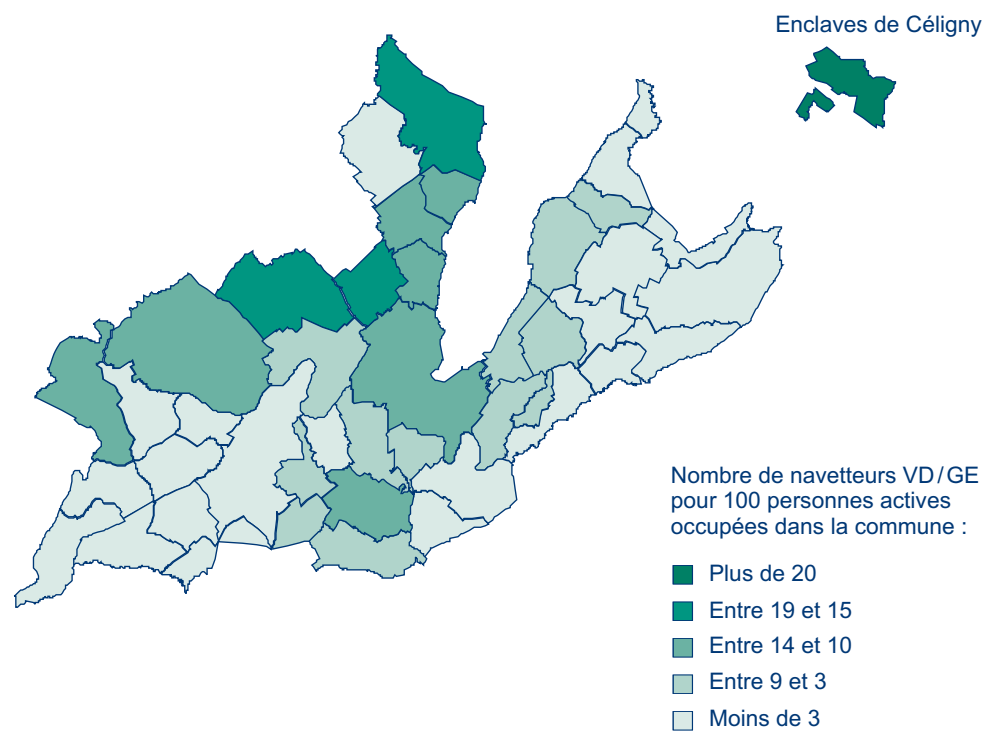 Enclaves de Céligny
Nombre de navetteurs VD/GE
pour 100 personnes actives
occupées dans la commune :
Plus de 20
Entre 19 et 15
Entre 14 et 10
Entre 9 et 3
Moins de 3